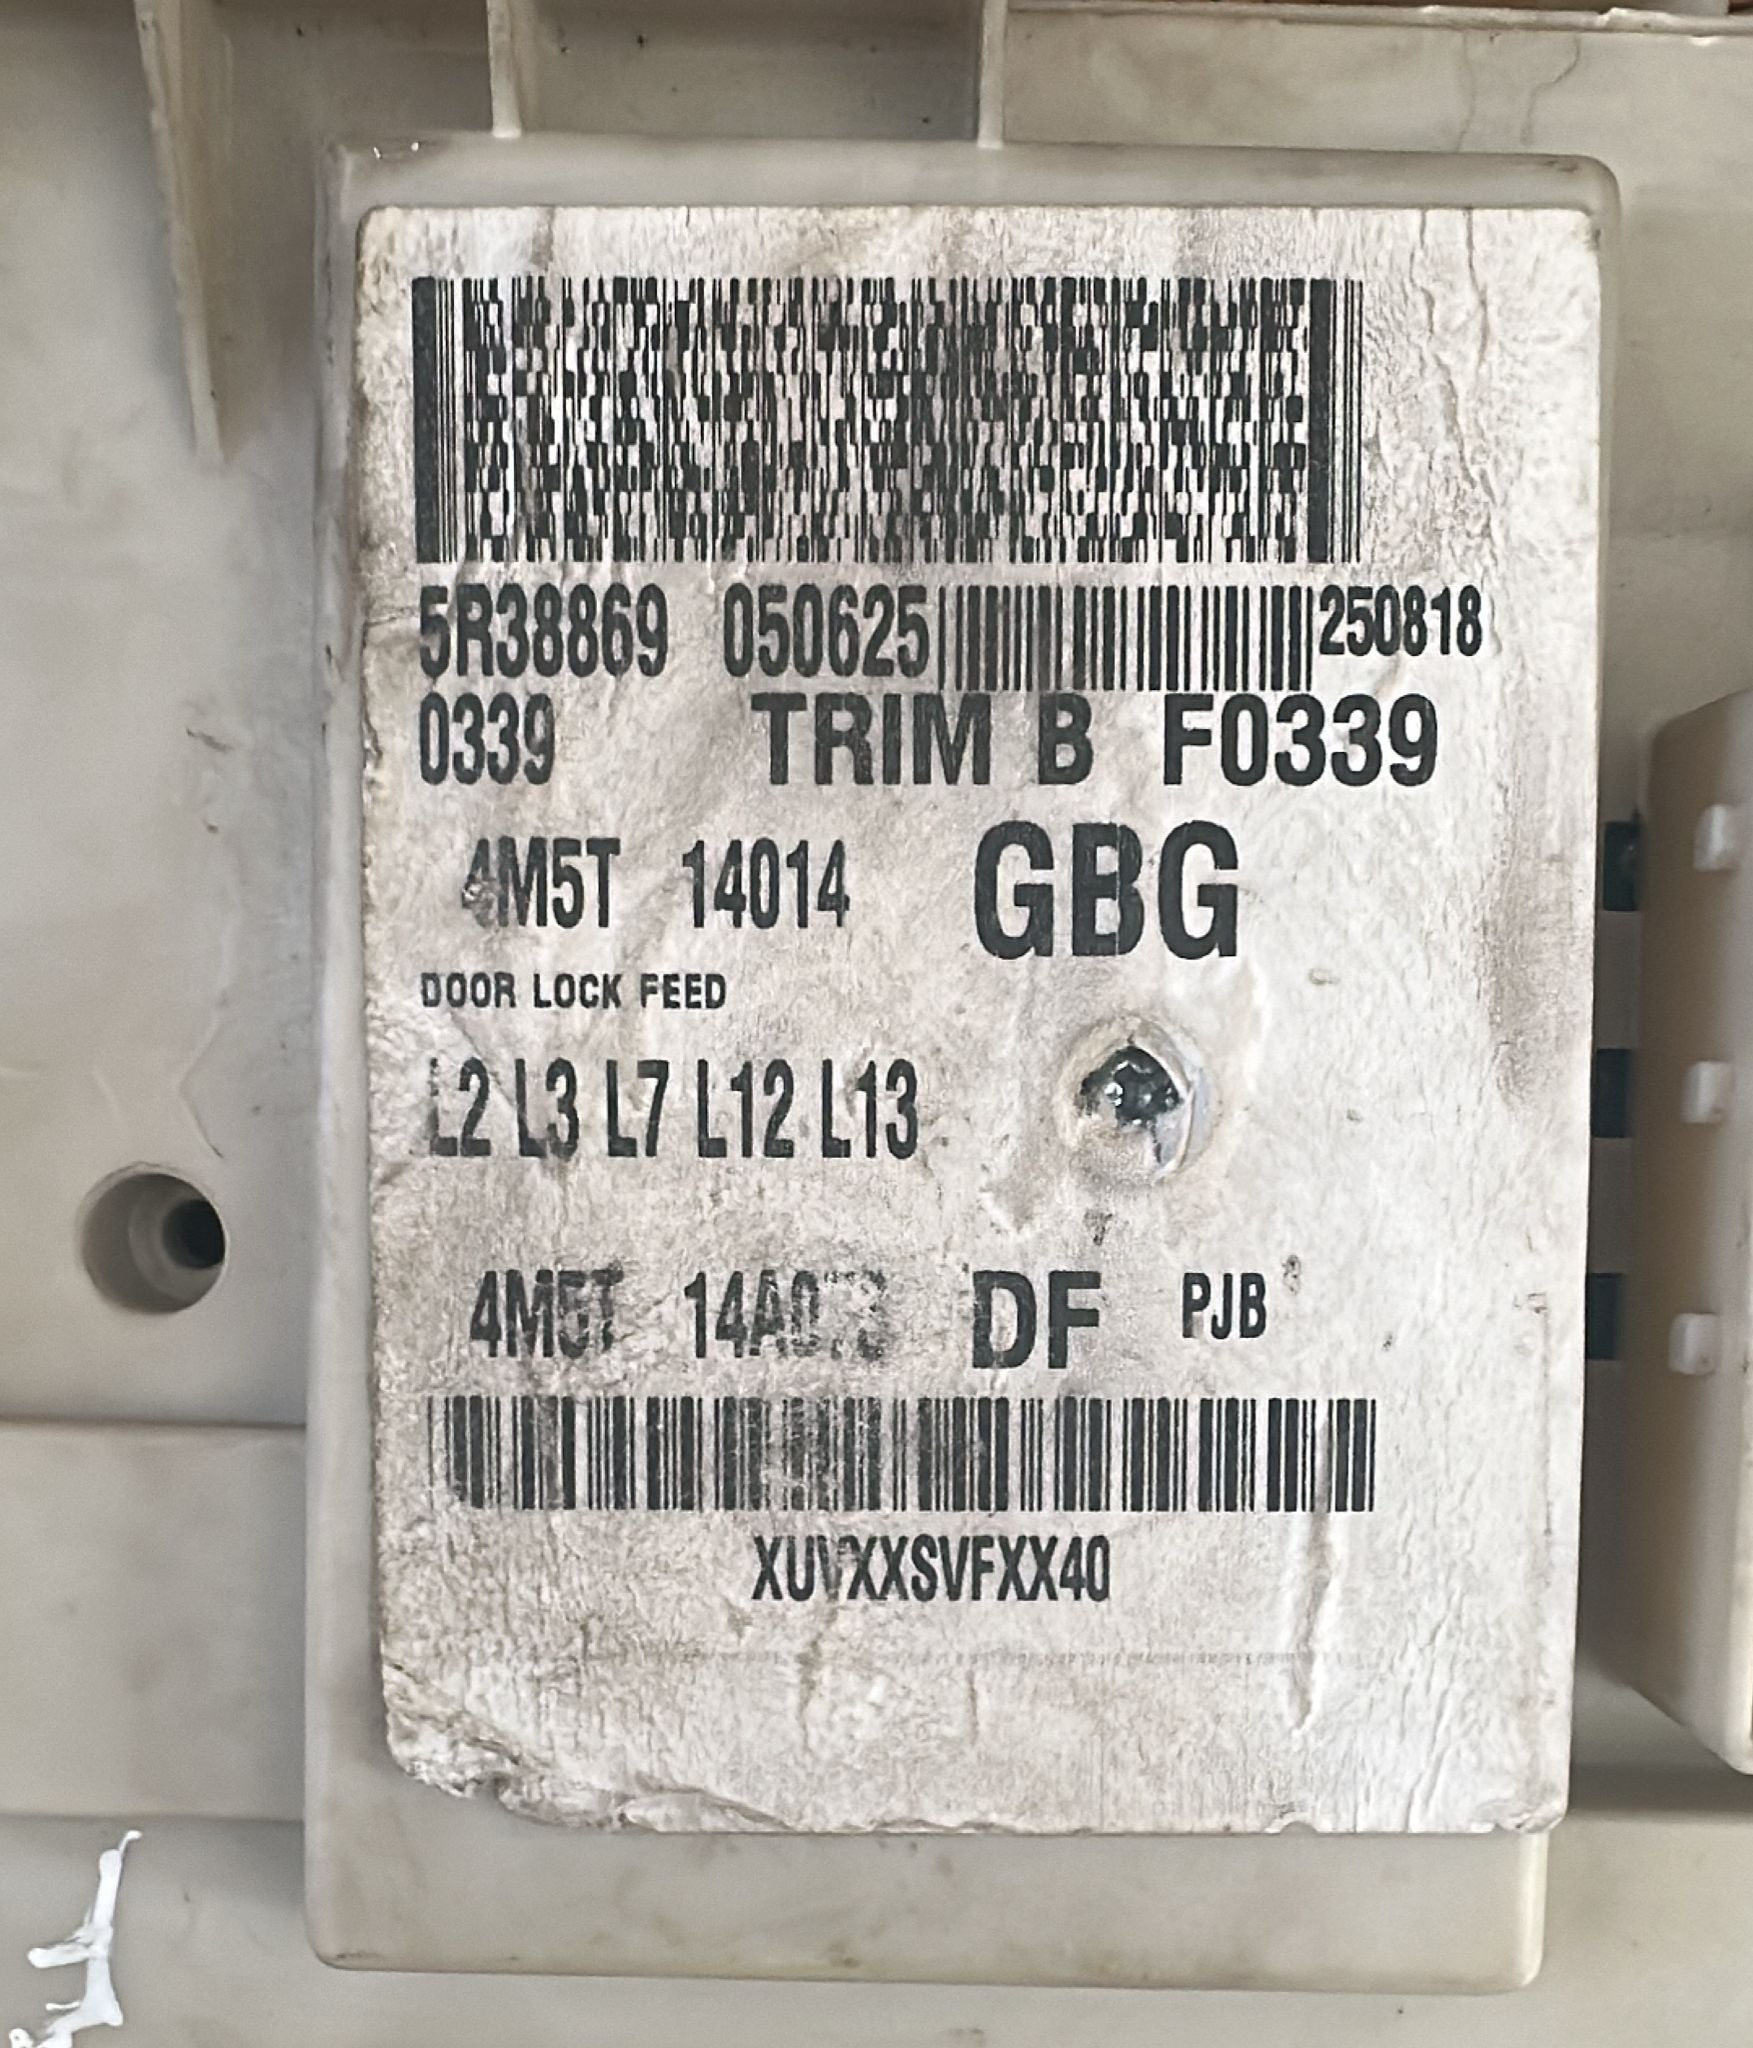 5R38869 050625 250818
0339 TRIM B F0339
4M5T 14014 GBG
DOOR LOCK FEED
L2 L3 L7 L12 L13
4M5T DF PJB
XUVXXSVFXX40